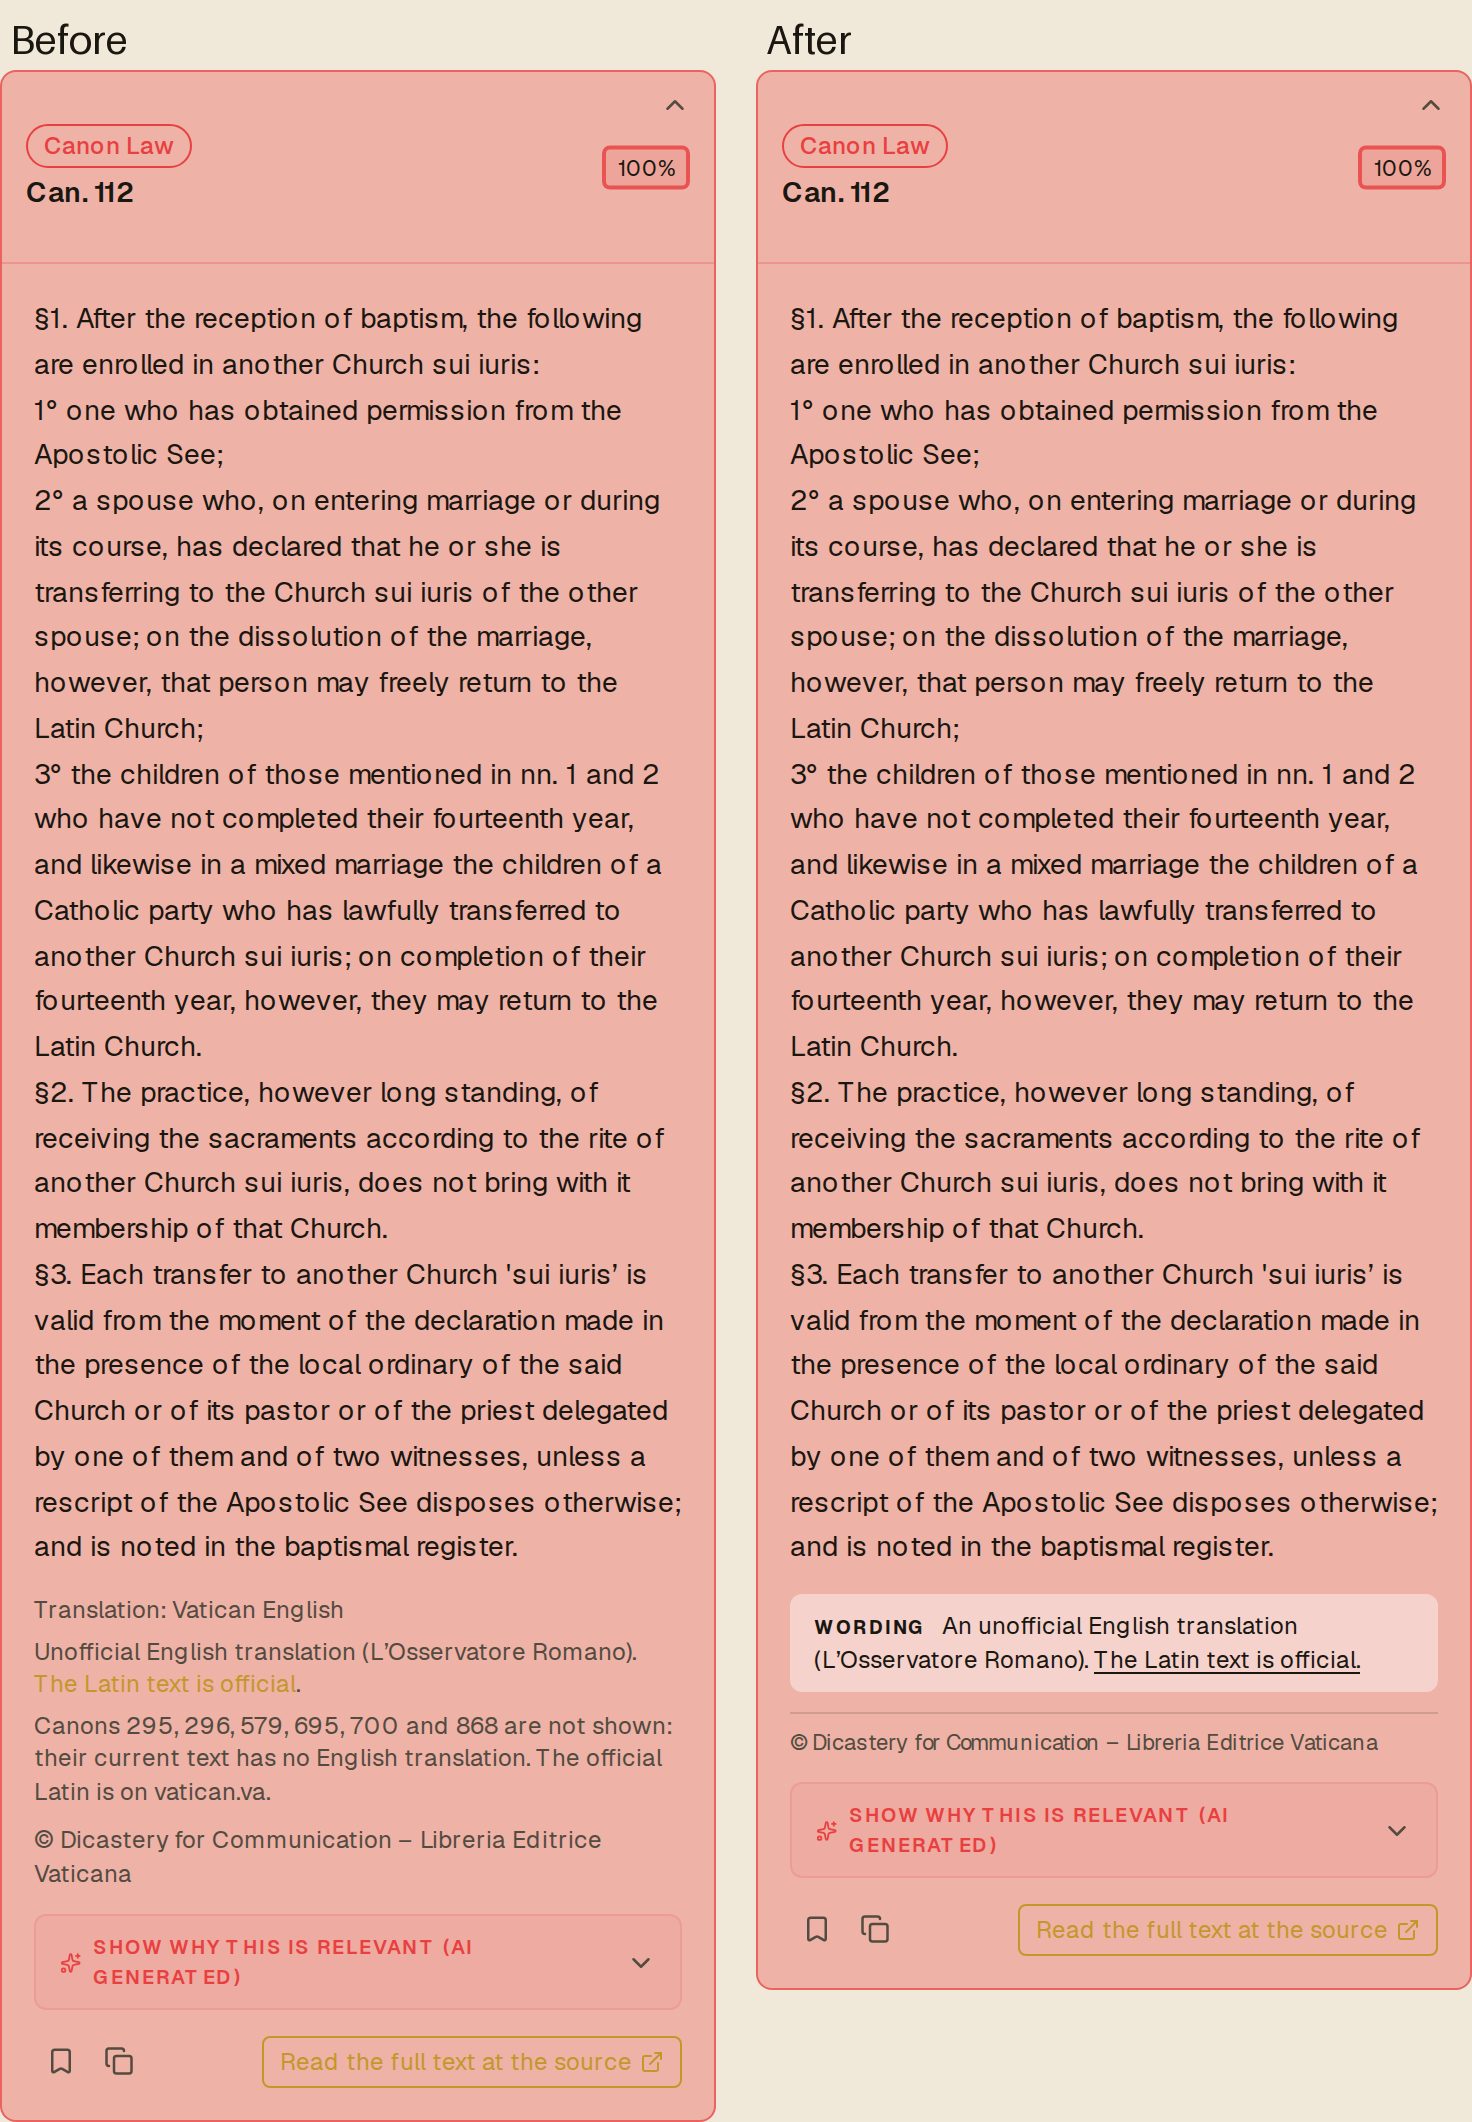 Before
Canon Law
100%
Can. 112
§1. After the reception of baptism, the following
are enrolled in another Church sui iuris:
1° one who has obtained permission from the
Apostolic See;
2° a spouse who, on entering marriage or during
its course, has declared that he or she is
transferring to the Church sui iuris of the other
spouse; on the dissolution of the marriage,
however, that person may freely return to the
Latin Church;
3° the children of those mentioned in nn. 1 and 2
who have not completed their fourteenth year,
and likewise in a mixed marriage the children of a
Catholic party who has lawfully transferred to
another Church sui iuris; on completion of their
fourteenth year, however, they may return to the
Latin Church.
§2. The practice, however long standing, of
receiving the sacraments according to the rite of
another Church sui iuris, does not bring with it
membership of that Church.
§3. Each transfer to another Church 'sui iuris’ is
valid from the moment of the declaration made in
the presence of the local ordinary of the said
Church or of its pastor or of the priest delegated
by one of them and of two witnesses, unless a
rescript of the Apostolic See disposes otherwise;
and is noted in the baptismal register.
Translation: Vatican English
Unofficial English translation (L’Osservatore Romano).
The Latin text is official.
Canons 295, 296, 579, 695, 700 and 868 are not shown:
their current text has no English translation. The official
Latin is on vatican.va.
© Dicastery for Communication – Libreria Editrice
Vaticana
SHOW WHY THIS IS RELEVANT (AI
GENERATED)
Read the full text at the source
After
Canon Law
100%
Can. 112
§1. After the reception of baptism, the following
are enrolled in another Church sui iuris:
1° one who has obtained permission from the
Apostolic See;
2° a spouse who, on entering marriage or during
its course, has declared that he or she is
transferring to the Church sui iuris of the other
spouse; on the dissolution of the marriage,
however, that person may freely return to the
Latin Church;
3° the children of those mentioned in nn. 1 and 2
who have not completed their fourteenth year,
and likewise in a mixed marriage the children of a
Catholic party who has lawfully transferred to
another Church sui iuris; on completion of their
fourteenth year, however, they may return to the
Latin Church.
§2. The practice, however long standing, of
receiving the sacraments according to the rite of
another Church sui iuris, does not bring with it
membership of that Church.
§3. Each transfer to another Church 'sui iuris’ is
valid from the moment of the declaration made in
the presence of the local ordinary of the said
Church or of its pastor or of the priest delegated
by one of them and of two witnesses, unless a
rescript of the Apostolic See disposes otherwise;
and is noted in the baptismal register.
WORDING An unofficial English translation
(L’Osservatore Romano). The Latin text is official.
© Dicastery for Communication – Libreria Editrice Vaticana
SHOW WHY THIS IS RELEVANT (AI
GENERATED)
Read the full text at the source